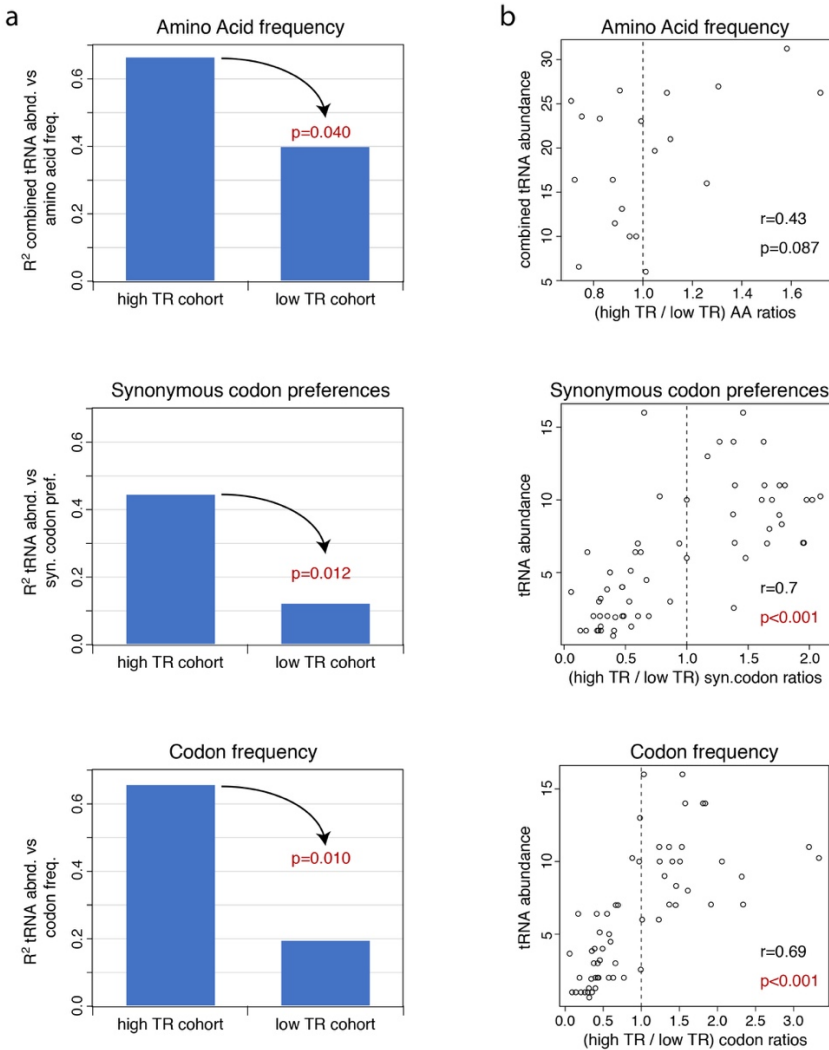 a
Amino Acid frequency
R² combined tRNA abnd. vs
amino acid freq.
0.0
0.2
0.4
0.6
p=0.040
high TR cohort
low TR cohort
b
Amino Acid frequency
combined tRNA abundance
5
10
15
20
25
30
r=0.43
p=0.087
0.8
1.0
1.2
1.4
1.6
(high TR / low TR) AA ratios
Synonymous codon preferences
R² tRNA abnd. vs
syn. codon pref.
0.0
0.2
0.4
0.6
p=0.012
high TR cohort
low TR cohort
Synonymous codon preferences
tRNA abundance
5
10
15
r=0.7
p<0.001
0.0
0.5
1.0
1.5
2.0
(high TR / low TR) syn.codon ratios
Codon frequency
R² tRNA abnd. vs
codon freq.
0.0
0.2
0.4
0.6
p=0.010
high TR cohort
low TR cohort
Codon frequency
tRNA abundance
5
10
15
r=0.69
p<0.001
0.0
0.5
1.0
1.5
2.0
2.5
3.0
(high TR / low TR) codon ratios